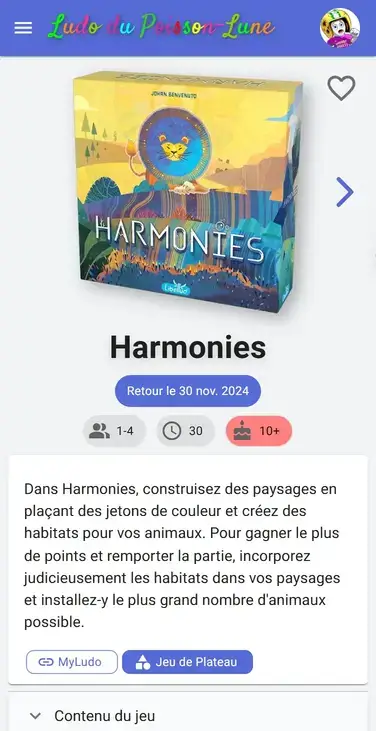 Ludo du Poisson-Lune
JOHAN BENVENUTO
HARMONIES
Libellud
Harmonies
Retour le 30 nov. 2024
1-4
30
10+
Dans Harmonies, construisez des paysages en
plaçant des jetons de couleur et créez des
habitats pour vos animaux. Pour gagner le plus
de points et remporter la partie, incorporez
judicieusement les habitats dans vos paysages
et installez-y le plus grand nombre d'animaux
possible.
MyLudo
Jeu de Plateau
Contenu du jeu